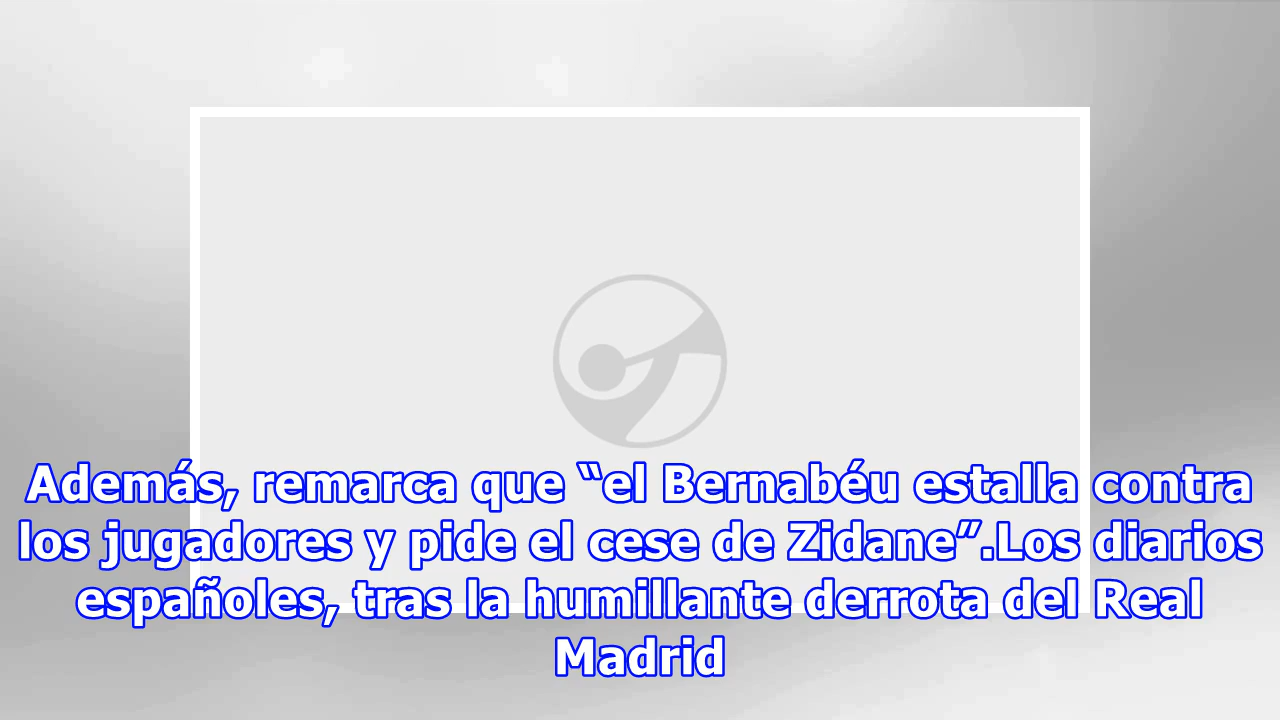 Además, remarca que “el Bernabéu estalla contra
los jugadores y pide el cese de Zidane”.Los diarios
españoles, tras la humillante derrota del Real
Madrid